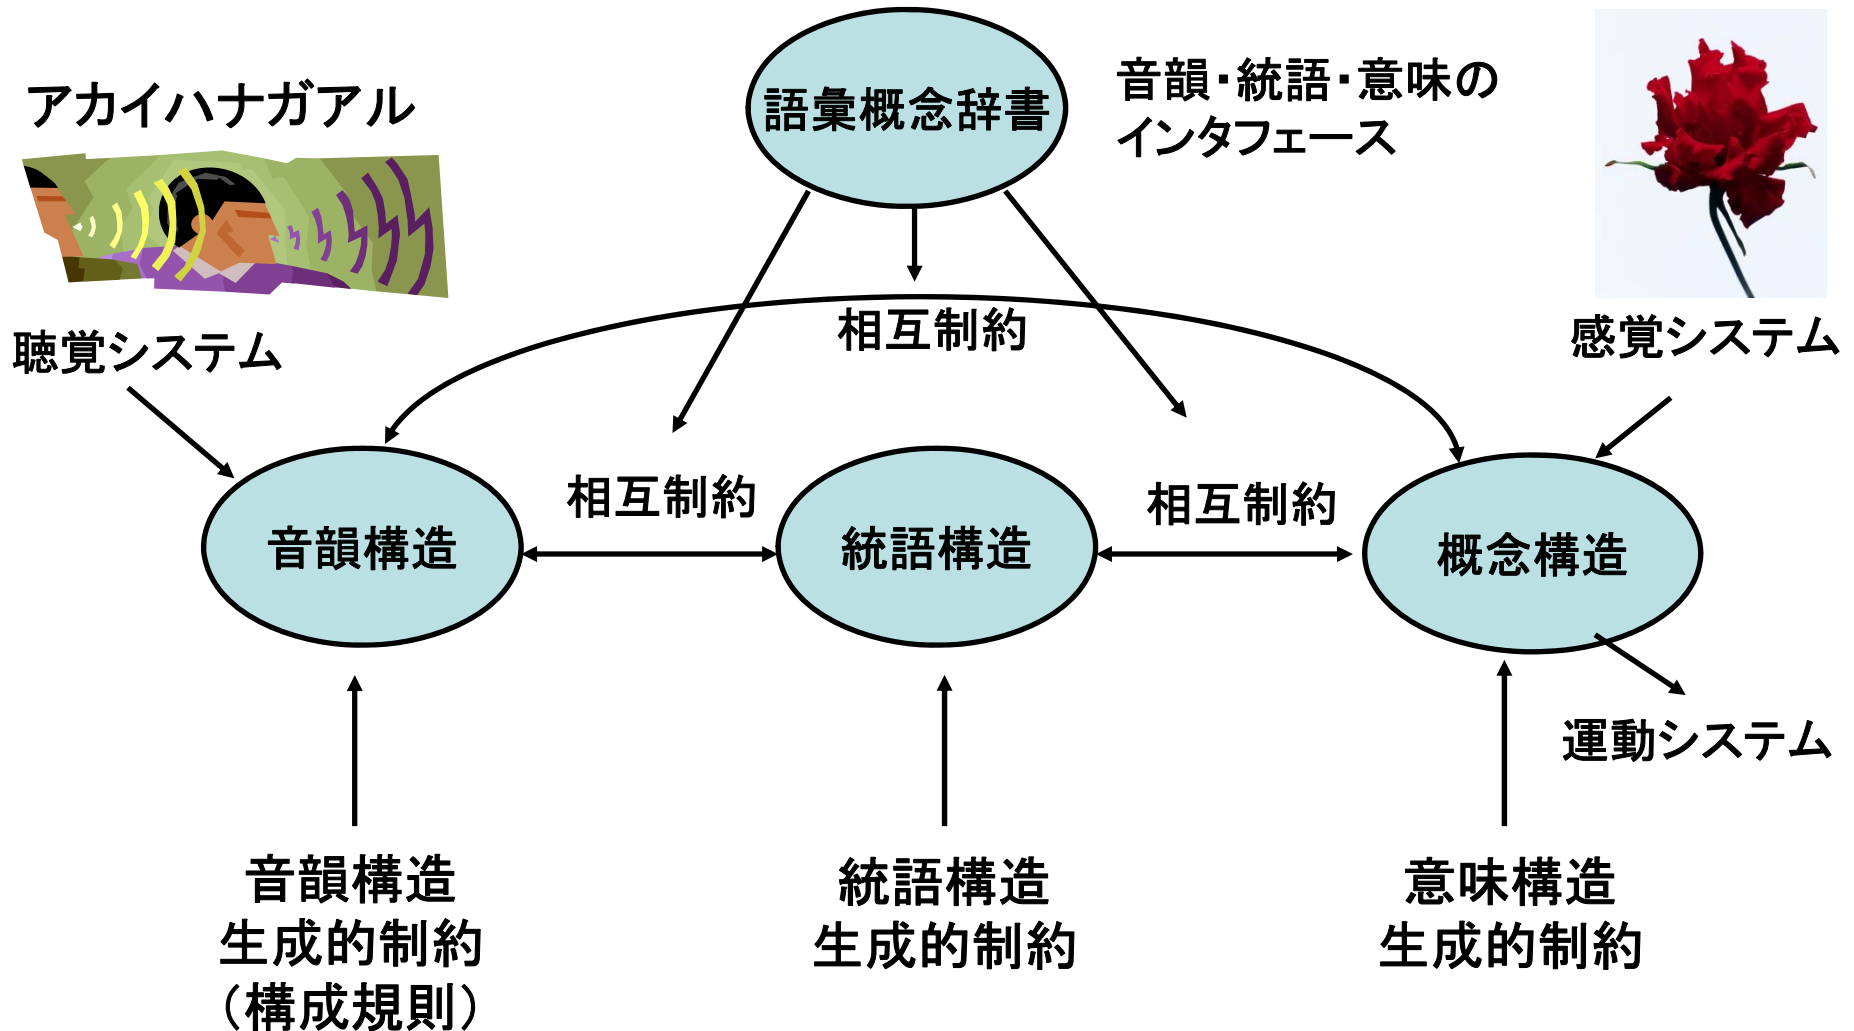 アカイハナガアル
語彙概念辞書
音韻・統語・意味の
インタフェース
聴覚システム
相互制約
感覚システム
相互制約
相互制約
音韻構造
統語構造
概念構造
運動システム
音韻構造
生成的制約
（構成規則）
統語構造
生成的制約
意味構造
生成的制約